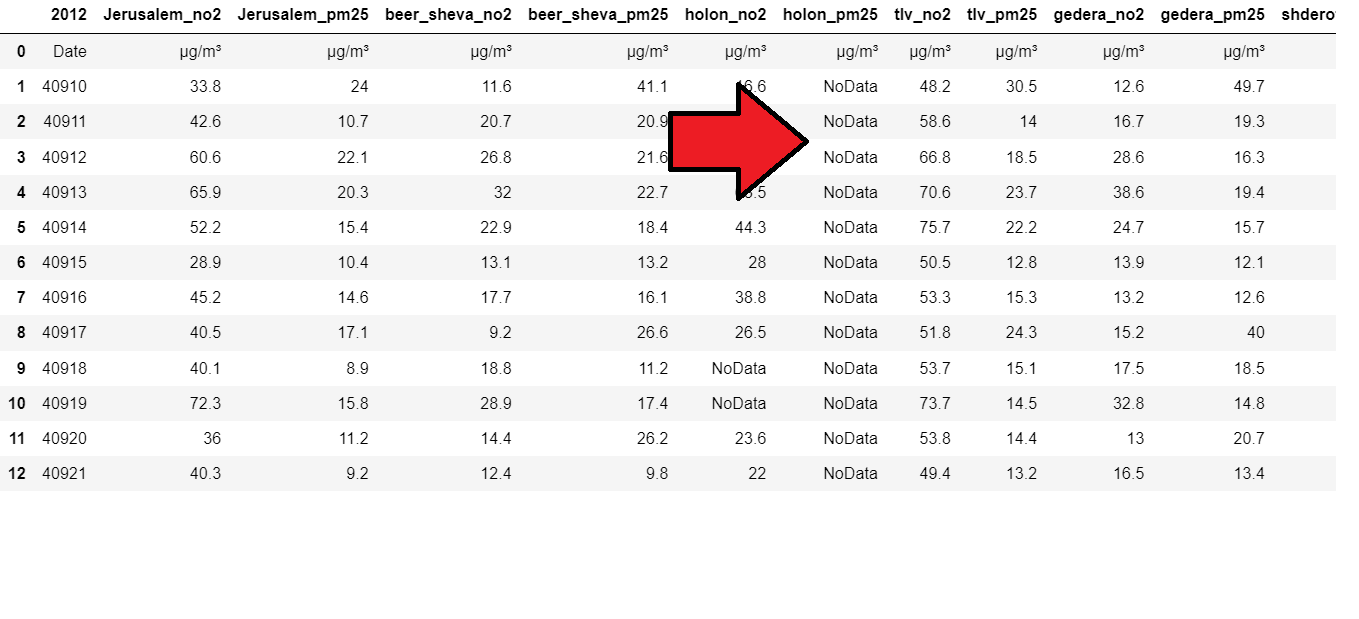 2012 Jerusalem_no2 Jerusalem_pm25 beer_sheva_no2 beer_sheva_pm25 holon_no2 holon_pm25 tlv_no2 tlv_pm25 gedera_no2 gedera_pm25
0 Date µg/m³ µg/m³ µg/m³ µg/m³ µg/m³ µg/m³ µg/m³ µg/m³ µg/m³ µg/m³
1 40910 33.8 24 11.6 41.1 NoData 48.2 30.5 12.6 49.7
2 40911 42.6 10.7 20.7 20.9 NoData 58.6 14 16.7 19.3
3 40912 60.6 22.1 26.8 21.6 NoData 66.8 18.5 28.6 16.3
4 40913 65.9 20.3 32 22.7 NoData 70.6 23.7 38.6 19.4
5 40914 52.2 15.4 22.9 18.4 44.3 NoData 75.7 22.2 24.7 15.7
6 40915 28.9 10.4 13.1 13.2 28 NoData 50.5 12.8 13.9 12.1
7 40916 45.2 14.6 17.7 16.1 38.8 NoData 53.3 15.3 13.2 12.6
8 40917 40.5 17.1 9.2 26.6 26.5 NoData 51.8 24.3 15.2 40
9 40918 40.1 8.9 18.8 11.2 NoData NoData 53.7 15.1 17.5 18.5
10 40919 72.3 15.8 28.9 17.4 NoData NoData 73.7 14.5 32.8 14.8
11 40920 36 11.2 14.4 26.2 23.6 NoData 53.8 14.4 13 20.7
12 40921 40.3 9.2 12.4 9.8 22 NoData 49.4 13.2 16.5 13.4